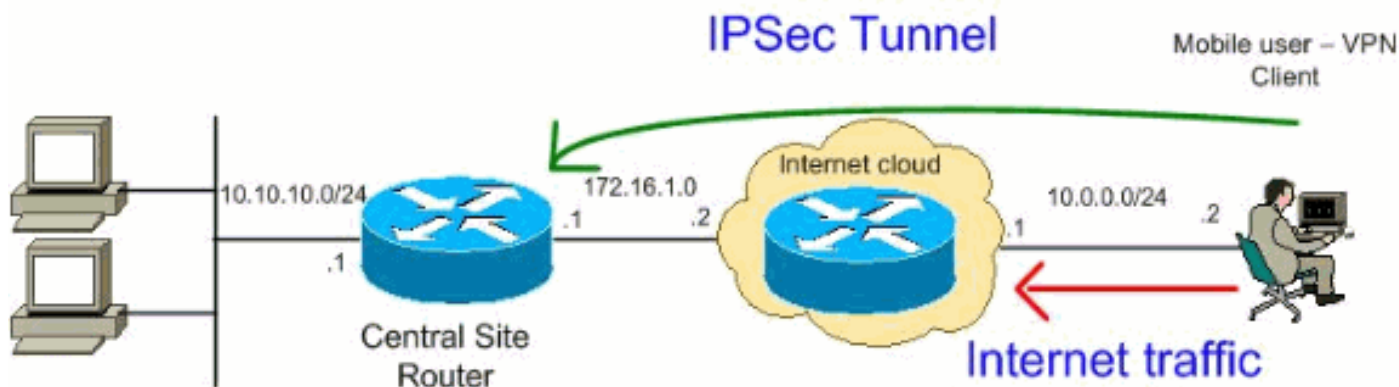 IPSec Tunnel
Mobile user – VPN
Client
Internet cloud
10.10.10.0/24
172.16.1.0
10.0.0.0/24
.1
.2
.1
.2
.1
Central Site
Router
Internet traffic